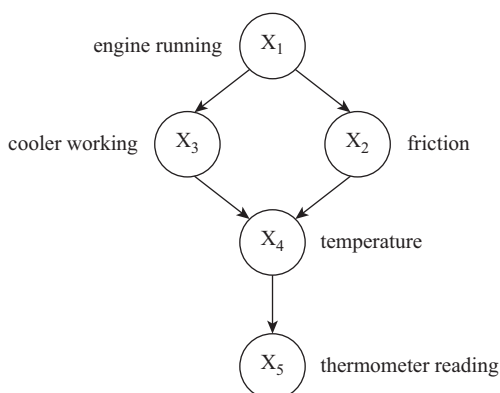 engine running X₁
cooler working X₃ X₂ friction
X₄ temperature
X₅ thermometer reading